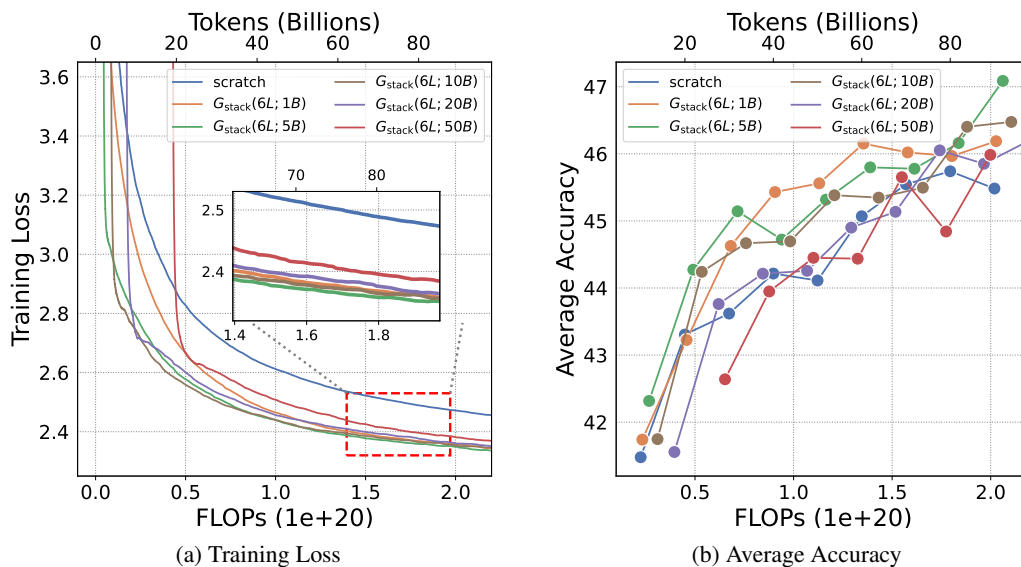 Tokens (Billions)
0 20 40 60 80
3.6
3.4
3.2
3.0
2.8
2.6
2.4
Training Loss
scratch
Gstack(6L; 1B)
Gstack(6L; 5B)
Gstack(6L; 10B)
Gstack(6L; 20B)
Gstack(6L; 50B)
70 80
2.5
2.4
1.4 1.6 1.8
0.0 0.5 1.0 1.5 2.0
FLOPs (1e+20)
(a) Training Loss
Tokens (Billions)
20 40 60 80
47
46
45
44
43
42
Average Accuracy
scratch
Gstack(6L; 1B)
Gstack(6L; 5B)
Gstack(6L; 10B)
Gstack(6L; 20B)
Gstack(6L; 50B)
0.5 1.0 1.5 2.0
FLOPs (1e+20)
(b) Average Accuracy